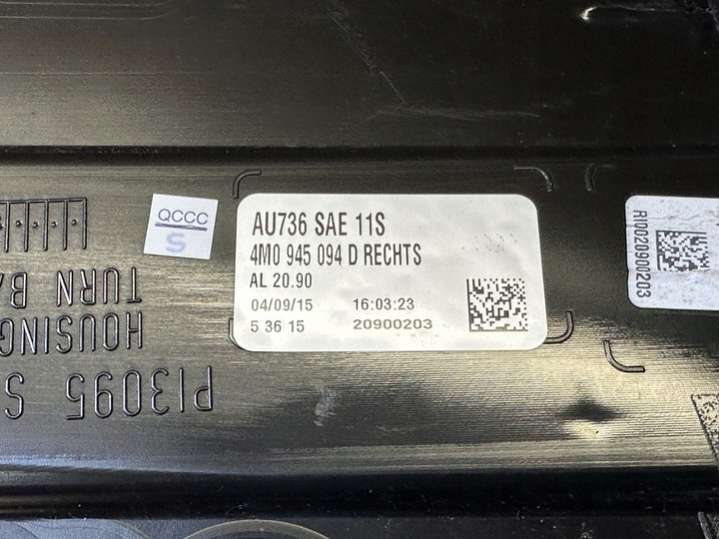 QCCC
S
AU736 SAE 11S
4M0 945 094 D RECHTS
AL 20.90
04/09/15 16:03:23
5 36 15 20900203
RI0020900203
TURN
HOUSING
PI3095 S